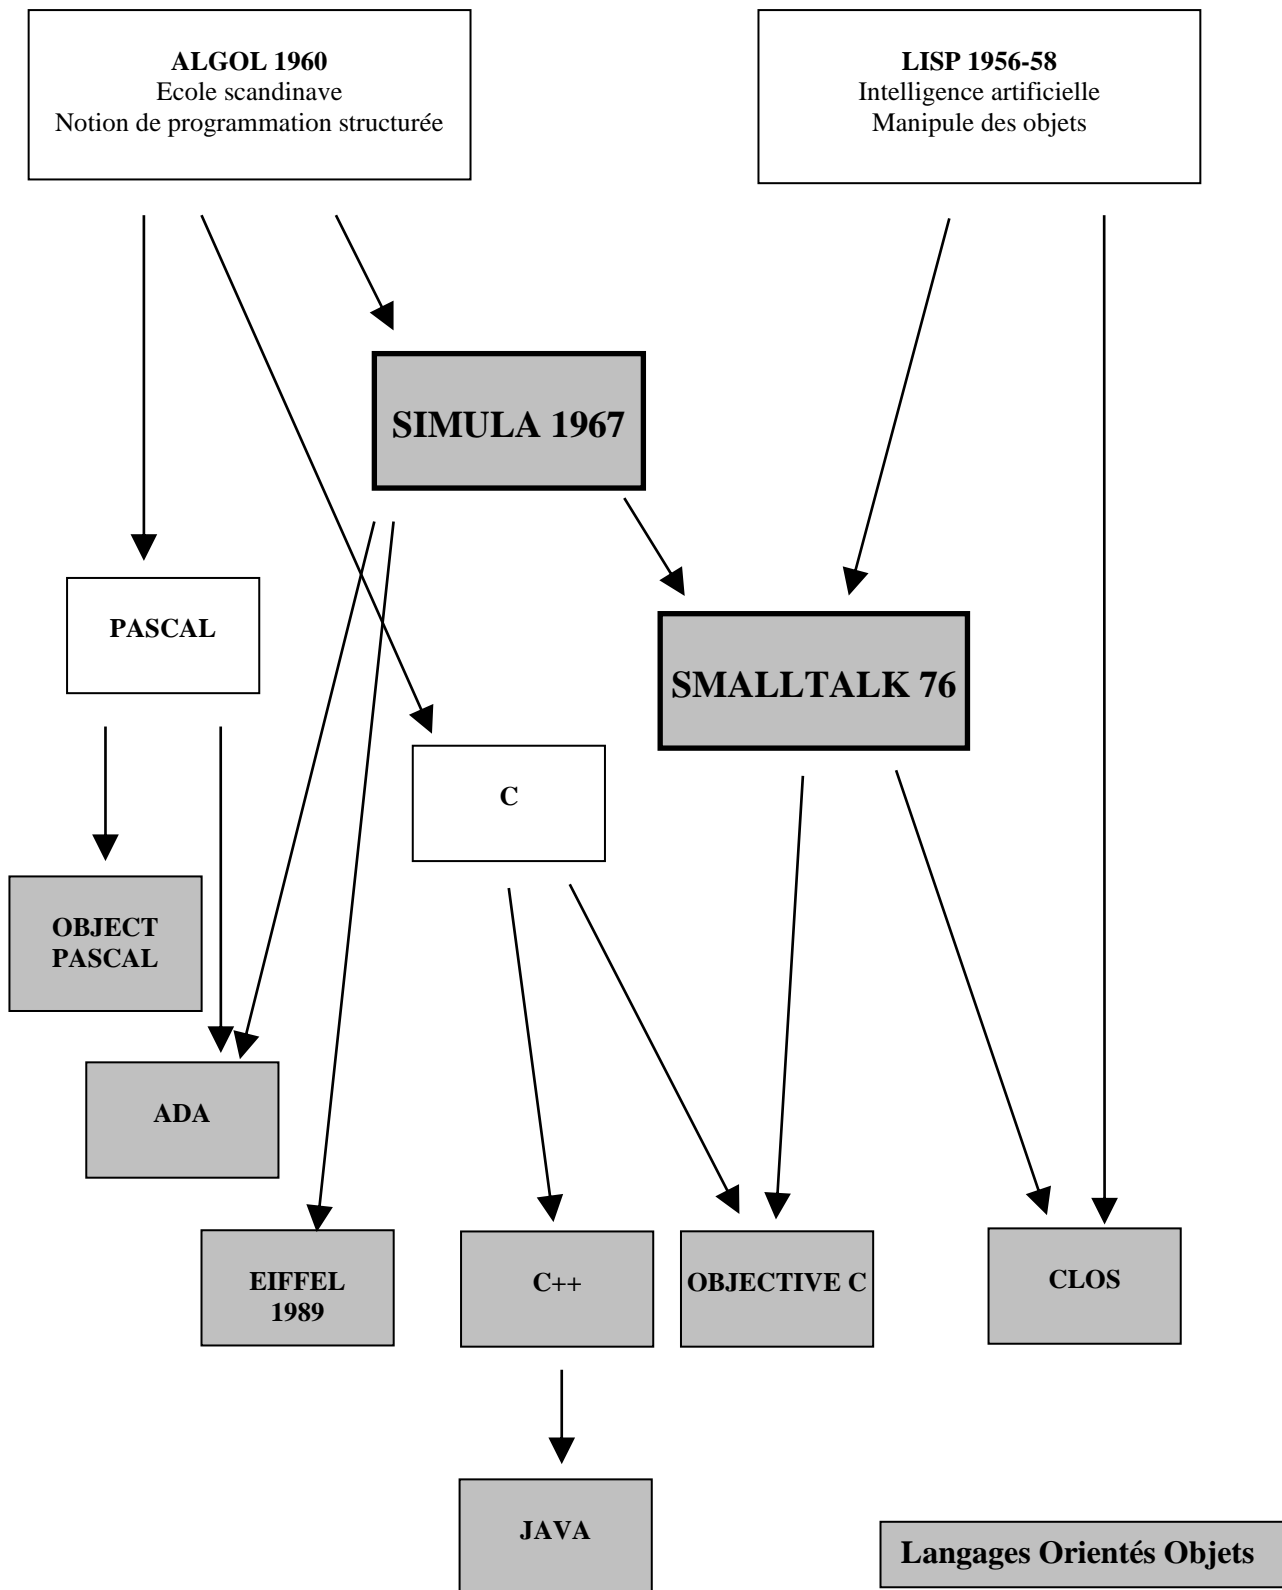 ALGOL 1960
Ecole scandinave
Notion de programmation structurée
LISP 1956-58
Intelligence artificielle
Manipule des objets
SIMULA 1967
PASCAL
SMALLTALK 76
C
OBJECT
PASCAL
ADA
EIFFEL
1989
C++
OBJECTIVE C
CLOS
JAVA
Langages Orientés Objets